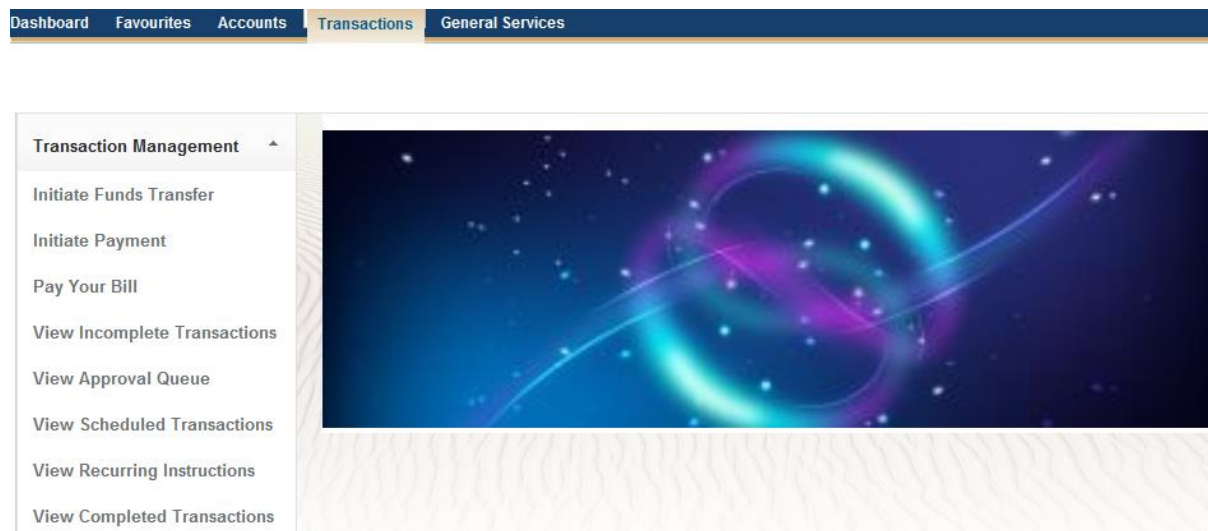 Dashboard Favourites Accounts Transactions General Services
Transaction Management
Initiate Funds Transfer
Initiate Payment
Pay Your Bill
View Incomplete Transactions
View Approval Queue
View Scheduled Transactions
View Recurring Instructions
View Completed Transactions